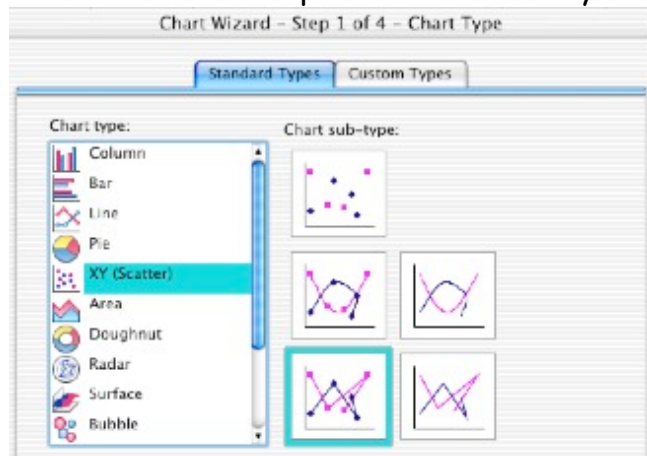 Chart Wizard – Step 1 of 4 – Chart Type
Standard Types Custom Types
Chart type:
Chart sub-type:
Column
Bar
Line
Pie
XY (Scatter)
Area
Doughnut
Radar
Surface
Bubble